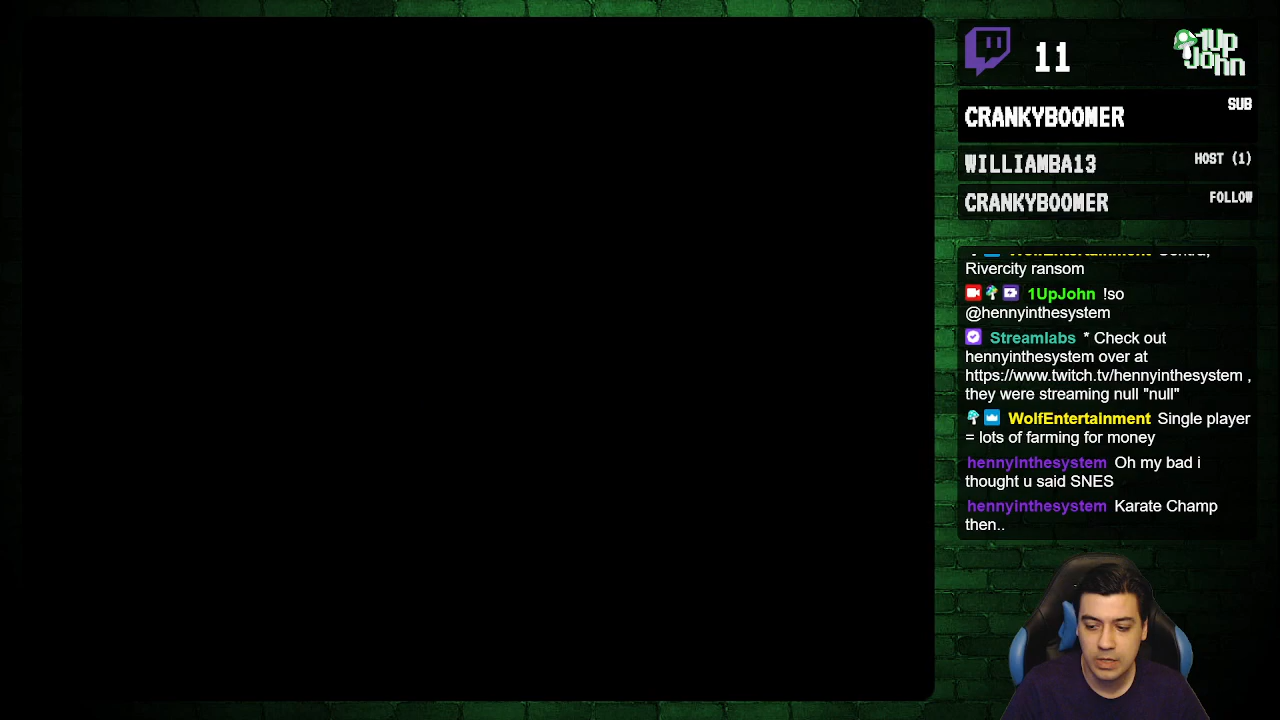 11
1Up
John
CRANKYBOOMER SUB
WILLIAMBA13 HOST (1)
CRANKYBOOMER FOLLOW
Rivercity ransom
1UpJohn !so
@hennyinthesystem
Streamlabs * Check out
hennyinthesystem over at
https://www.twitch.tv/hennyinthesystem ,
they were streaming null "null"
WolfEntertainment Single player
= lots of farming for money
hennyinthesystem Oh my bad i
thought u said SNES
hennyinthesystem Karate Champ
then..